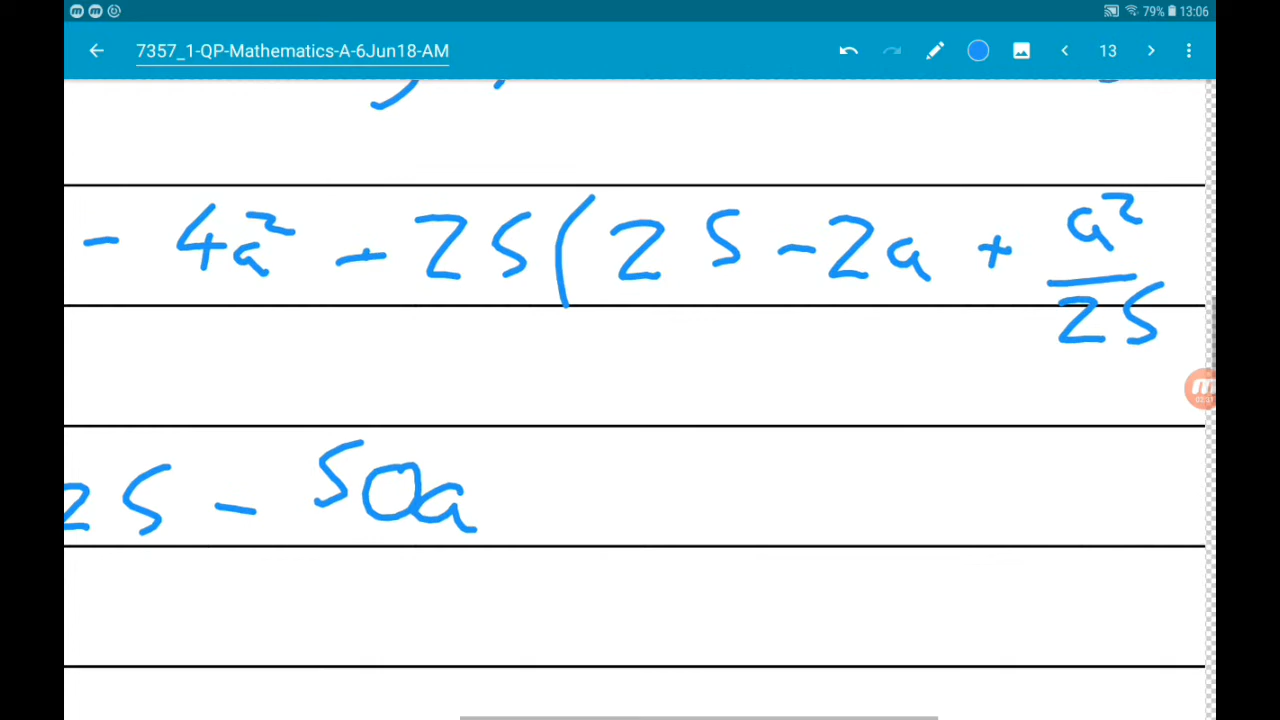 79% 13:06
7357_1-QP-Mathematics-A-6Jun18-AM 13
- 4a² + 25(25 - 2a + a²/25
25 - 50a